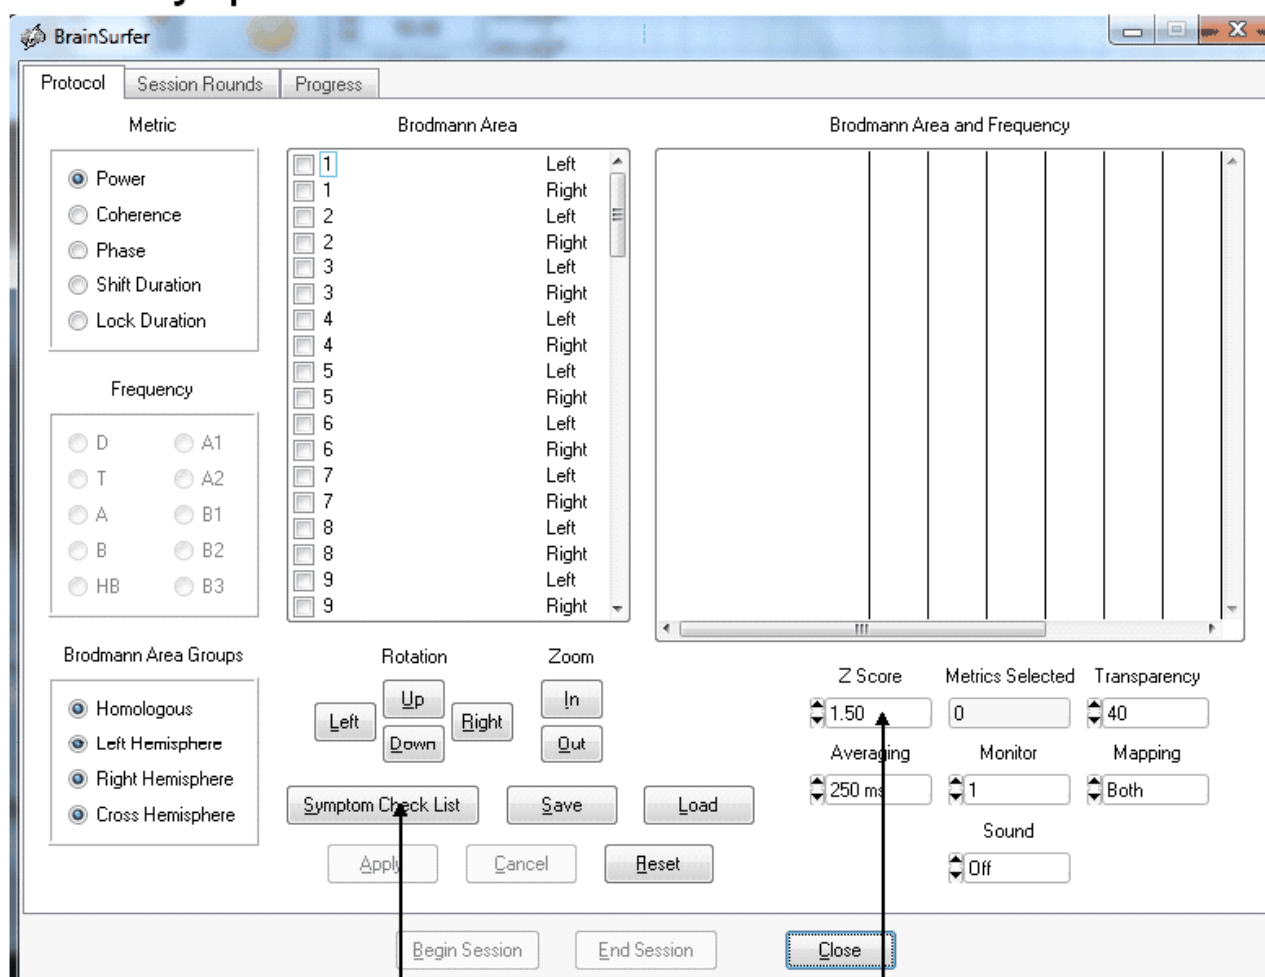 BrainSurfer
Protocol Session Rounds Progress
Metric
Power
Coherence
Phase
Shift Duration
Lock Duration
Frequency
D A1
T A2
A B1
B B2
HB B3
Brodmann Area Groups
Homologous
Left Hemisphere
Right Hemisphere
Cross Hemisphere
Brodmann Area
1 Left
1 Right
2 Left
2 Right
3 Left
3 Right
4 Left
4 Right
5 Left
5 Right
6 Left
6 Right
7 Left
7 Right
8 Left
8 Right
9 Left
9 Right
Brodmann Area and Frequency
Rotation Zoom
Up
Left Right
Down
In
Out
Symptom Check List Save Load
Apply Cancel Reset
Z Score Metrics Selected Transparency
1.50 0 40
Averaging Monitor Mapping
250 ms 1 Both
Sound
Off
Begin Session End Session Close